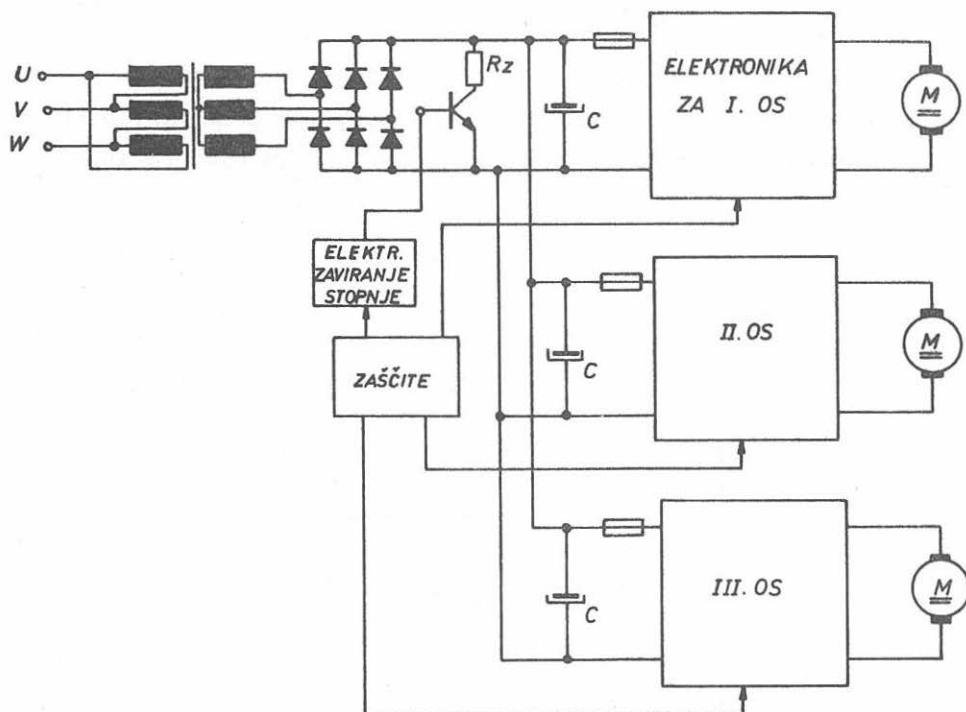 U
V
W
Rz
C
ELEKTRONIKA
ZA I. OS
M
ELEKTR.
ZAVIRANJE
STOPNJE
ZAŠČITE
C
II. OS
M
C
III. OS
M